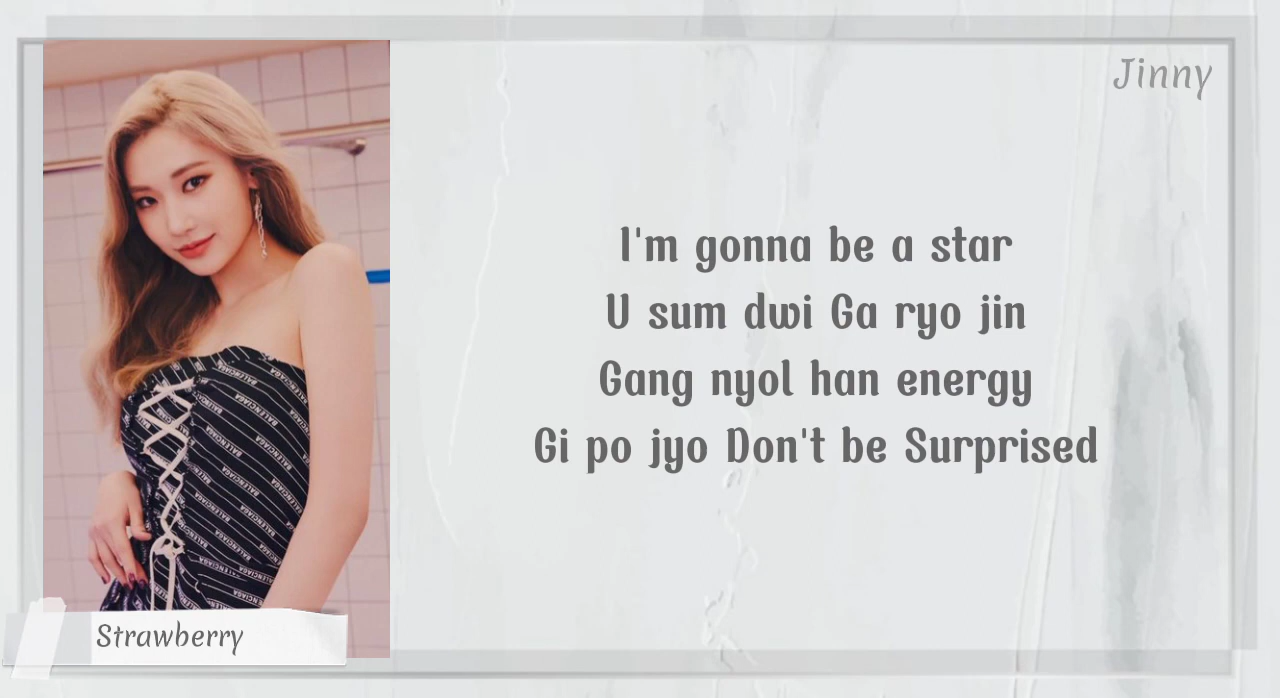 Jinny
I'm gonna be a star
U sum dwi Ga ryo jin
Gang nyol han energy
Gi po jyo Don't be Surprised
BALENCIAGA
Strawberry